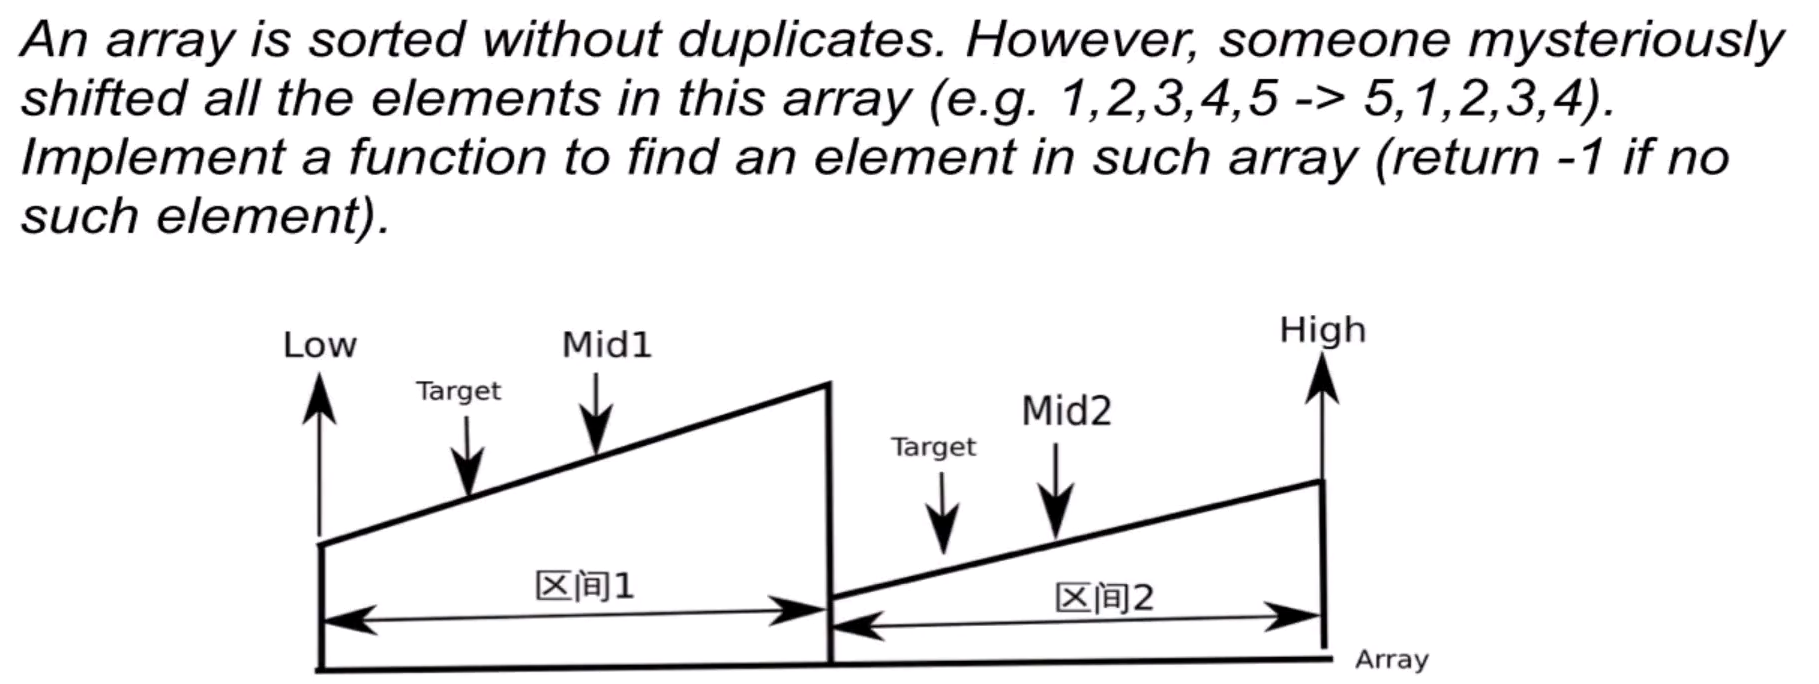 An array is sorted without duplicates. However, someone mysteriously
shifted all the elements in this array (e.g. 1,2,3,4,5 -> 5,1,2,3,4).
Implement a function to find an element in such array (return -1 if no
such element).
Low
Mid1
High
Target
Mid2
Target
区间1
区间2
Array